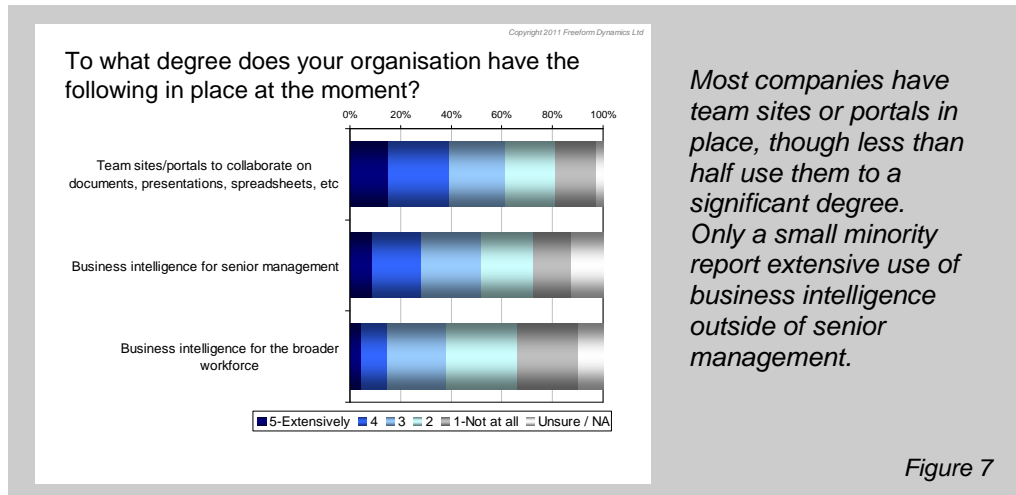 Copyright 2011 Freeform Dynamics Ltd
To what degree does your organisation have the
following in place at the moment?
0% 20% 40% 60% 80% 100%
Team sites/portals to collaborate on
documents, presentations, spreadsheets, etc
Business intelligence for senior management
Business intelligence for the broader
workforce
5-Extensively 4 3 2 1-Not at all Unsure / NA
Most companies have
team sites or portals in
place, though less than
half use them to a
significant degree.
Only a small minority
report extensive use of
business intelligence
outside of senior
management.
Figure 7